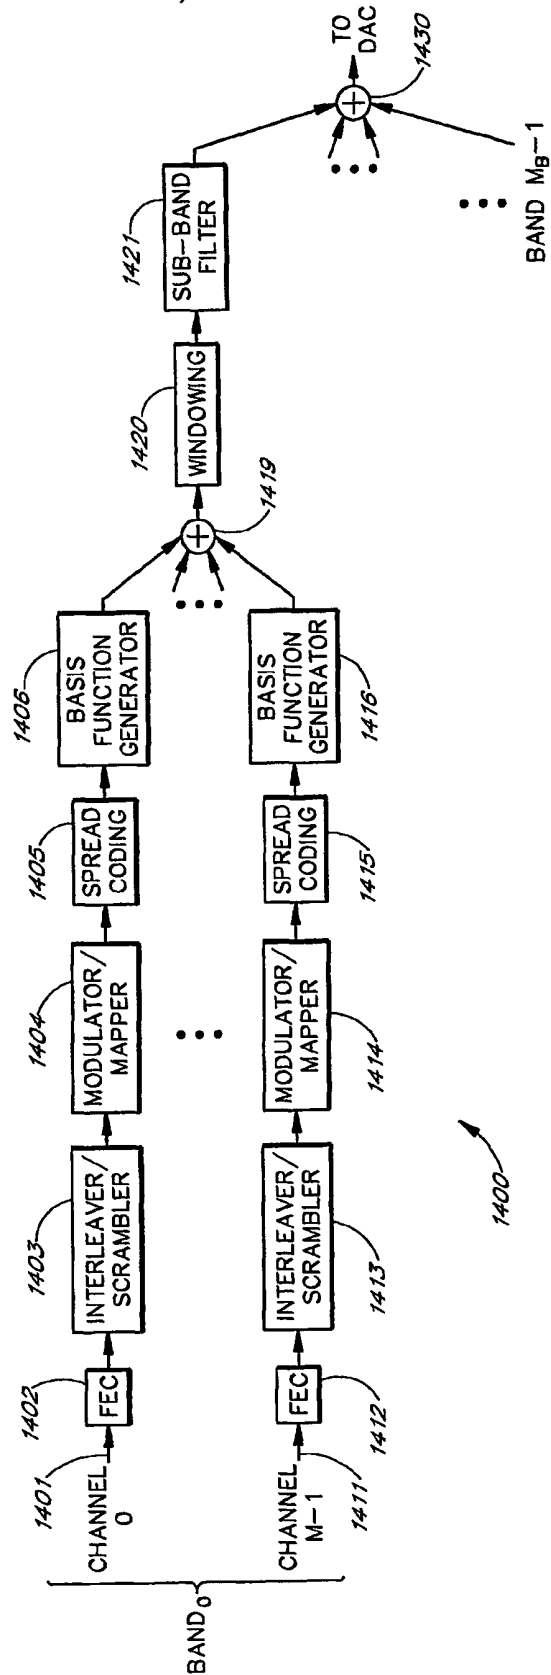 BAND0
CHANNEL
0
1401
FEC
1402
INTERLEAVER/
SCRAMBLER
1403
MODULATOR/
MAPPER
1404
SPREAD
CODING
1405
BASIS
FUNCTION
GENERATOR
1406
CHANNEL
M-1
1411
FEC
1412
INTERLEAVER/
SCRAMBLER
1413
MODULATOR/
MAPPER
1414
SPREAD
CODING
1415
BASIS
FUNCTION
GENERATOR
1416
+
1419
WINDOWING
1420
SUB-BAND
FILTER
1421
+
1430
TO
DAC
BAND MB-1
1400